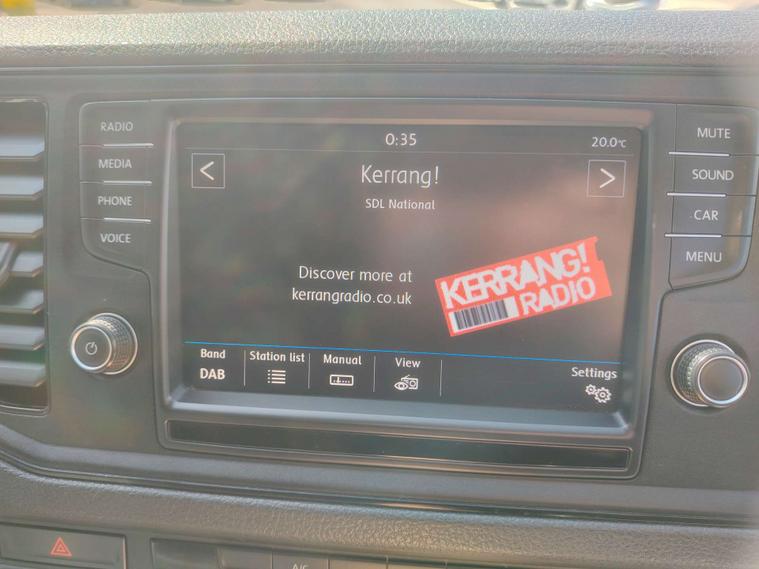 RADIO
MEDIA
PHONE
VOICE
0:35
20.0°C
<
Kerrang!
>
SDL National
Discover more at
kerrangradio.co.uk
KERRANG!
RADIO
Band
DAB
Station list
Manual
View
Settings
MUTE
SOUND
CAR
MENU
A/C